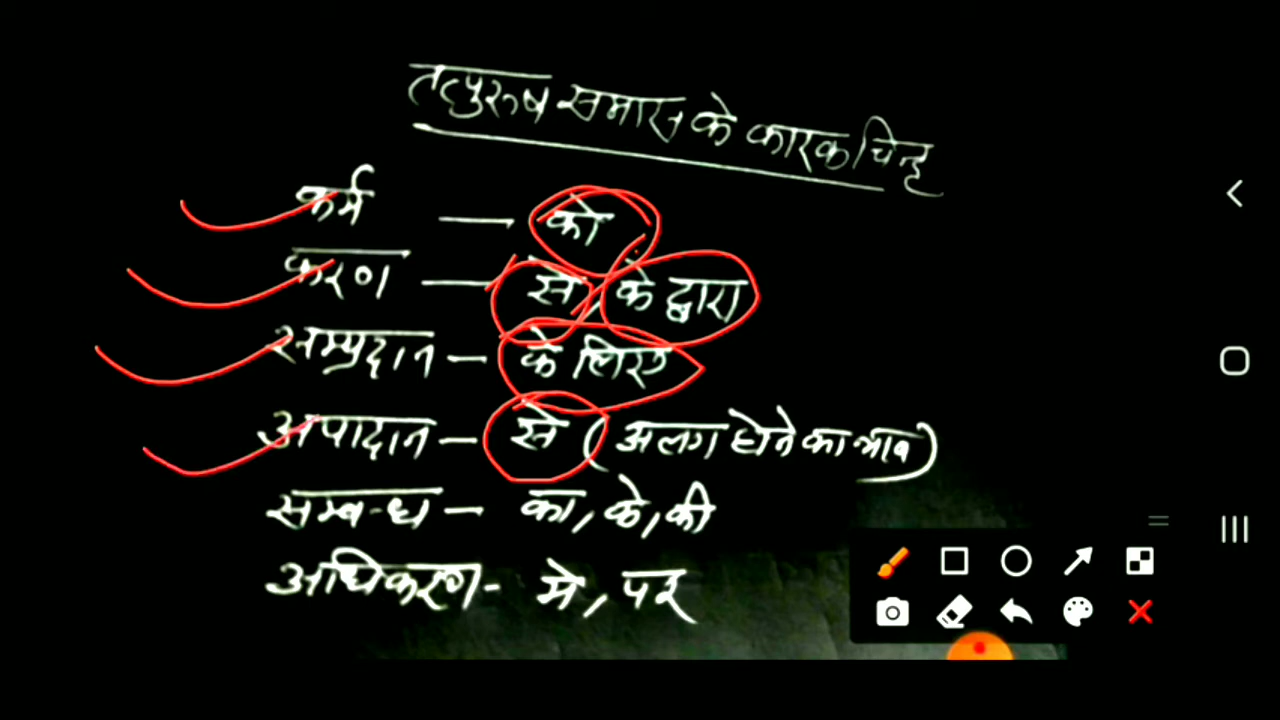 तत्पुरुष समास के कारक चिन्ह
कर्म — को
करण — से, के द्वारा
सम्प्रदान — के लिए
अपादान — से (अलग होने का भाव)
सम्बन्ध — का, के, की
अधिकरण - मे, पर